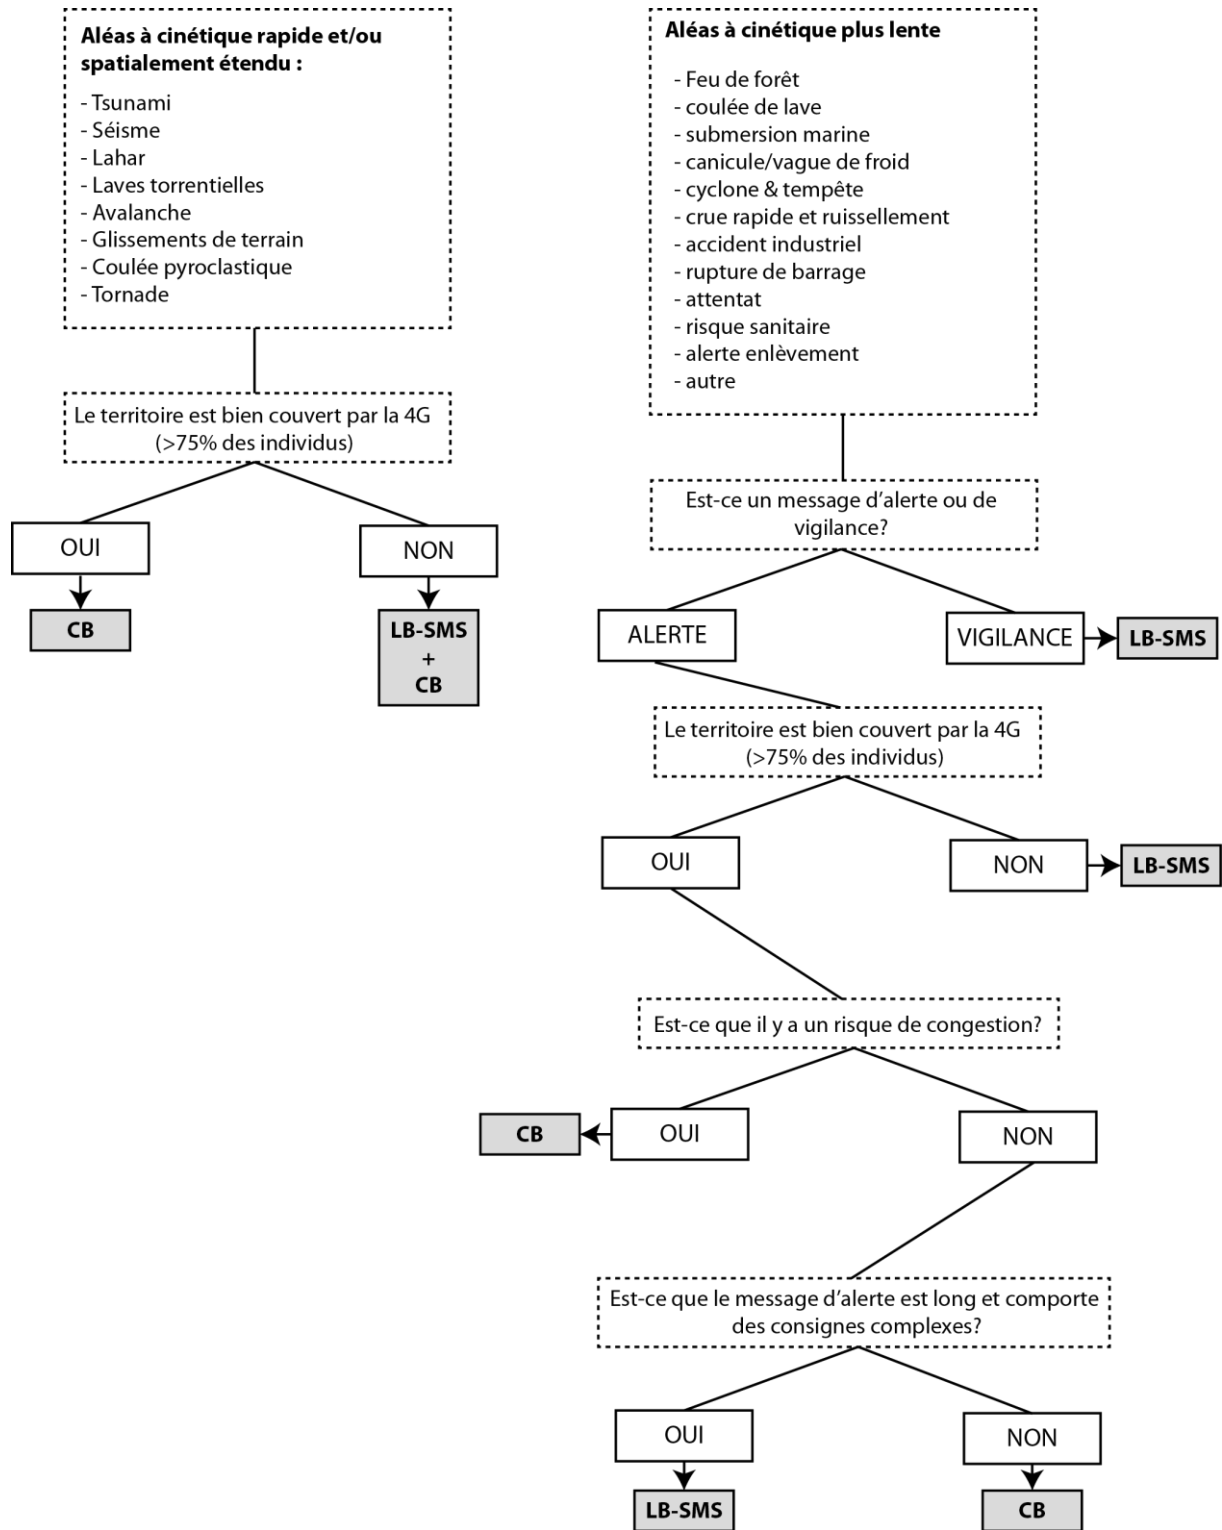 Aléas à cinétique rapide et/ou
spatialement étendu :
- Tsunami
- Séisme
- Lahar
- Laves torrentielles
- Avalanche
- Glissements de terrain
- Coulée pyroclastique
- Tornade
Le territoire est bien couvert par la 4G
(>75% des individus)
OUI
NON
CB
LB-SMS
+
CB
Aléas à cinétique plus lente
- Feu de forêt
- coulée de lave
- submersion marine
- canicule/vague de froid
- cyclone & tempête
- crue rapide et ruissellement
- accident industriel
- rupture de barrage
- attentat
- risque sanitaire
- alerte enlèvement
- autre
Est-ce un message d'alerte ou de
vigilance?
ALERTE
VIGILANCE
LB-SMS
Le territoire est bien couvert par la 4G
(>75% des individus)
OUI
NON
LB-SMS
Est-ce que il y a un risque de congestion?
CB
OUI
NON
Est-ce que le message d'alerte est long et comporte
des consignes complexes?
OUI
NON
LB-SMS
CB